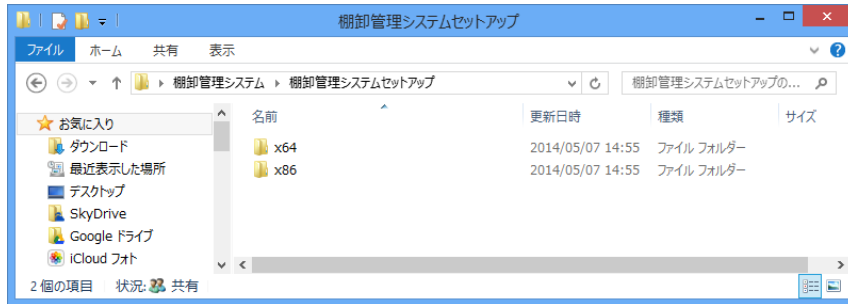 棚卸管理システムセットアップ
ファイル ホーム 共有 表示
棚卸管理システム 棚卸管理システムセットアップ 棚卸管理システムセットアップの...
お気に入り
ダウンロード
最近表示した場所
デスクトップ
SkyDrive
Google ドライブ
iCloud フォト
名前 更新日時 種類 サイズ
x64 2014/05/07 14:55 ファイル フォルダー
x86 2014/05/07 14:55 ファイル フォルダー
2 個の項目 状況: 共有